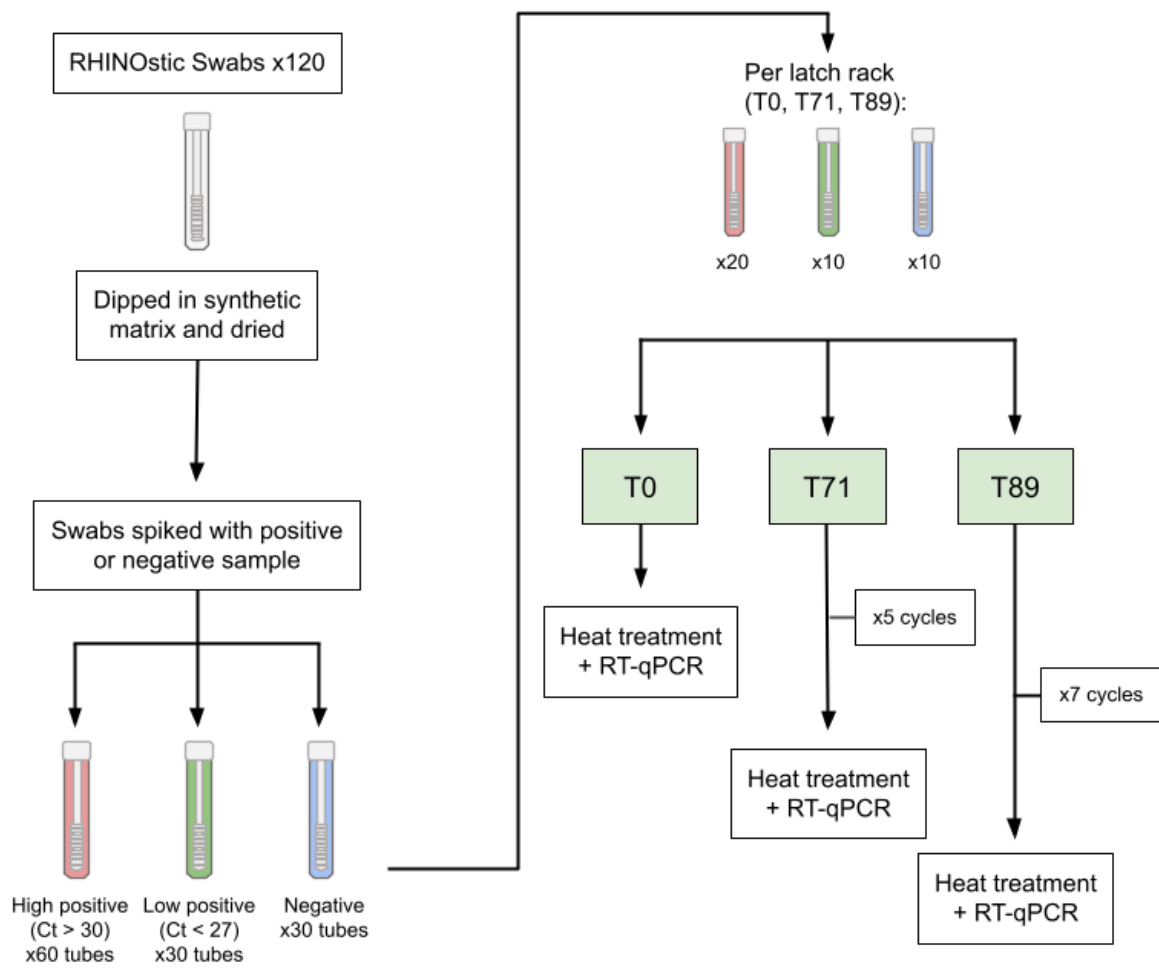 RHINOstic Swabs x120
Dipped in synthetic
matrix and dried
Swabs spiked with positive
or negative sample
High positive
(Ct > 30)
x60 tubes
Low positive
(Ct < 27)
x30 tubes
Negative
x30 tubes
Per latch rack
(T0, T71, T89):
x20
x10
x10
T0
T71
T89
Heat treatment
+ RT-qPCR
x5 cycles
Heat treatment
+ RT-qPCR
x7 cycles
Heat treatment
+ RT-qPCR